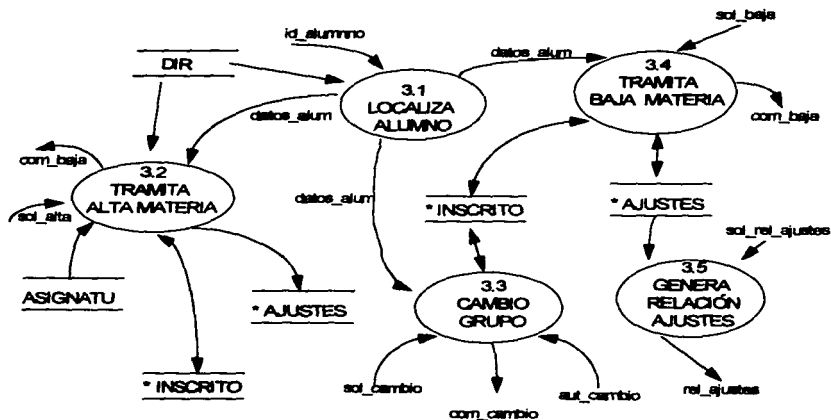 sol_baja
id_alumnno
datos_alum
DIR
3.1
LOCALIZA
ALUMNO
3.4
TRAMITA
BAJA MATERIA
com_baja
datos_alum
com_baja
3.2
TRAMITA
ALTA MATERIA
sol_alta
datos_alum
* INSCRITO
* AJUSTES
sol_rel_ajustes
ASIGNATU
* AJUSTES
3.3
CAMBIO
GRUPO
3.5
GENERA
RELACIÓN
AJUSTES
* INSCRITO
sol_cambio
com_cambio
aut_cambio
rel_ajustes